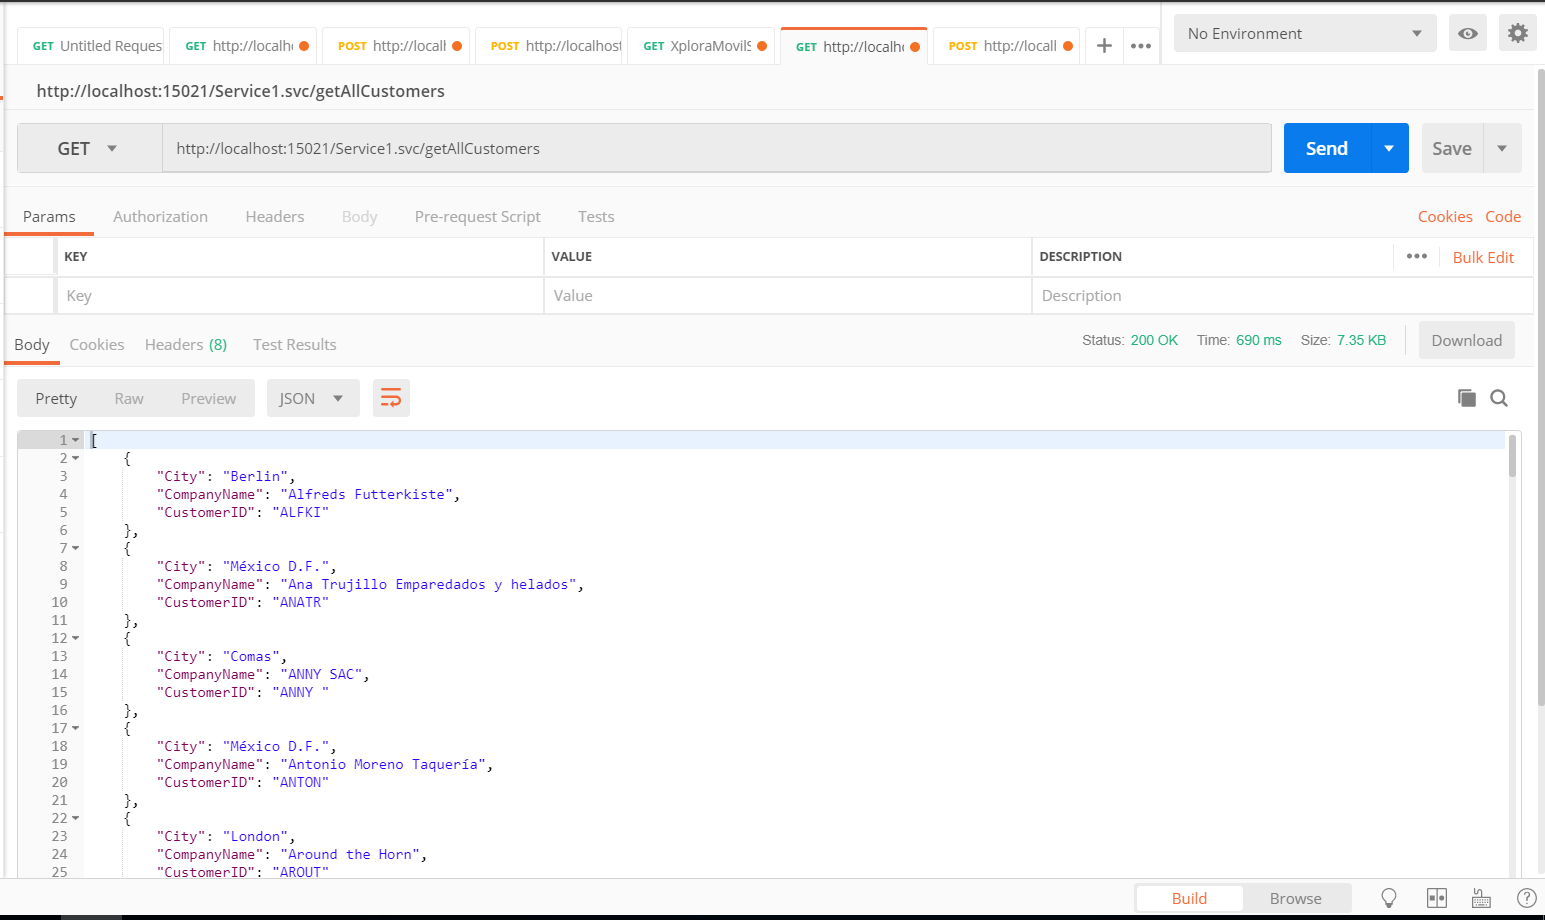 GET Untitled Reques GET http://localh POST http://locall POST http://localhost GET XploraMovilS GET http://localho POST http://locall No Environment
http://localhost:15021/Service1.svc/getAllCustomers
GET http://localhost:15021/Service1.svc/getAllCustomers Send Save
Params Authorization Headers Body Pre-request Script Tests Cookies Code
KEY VALUE DESCRIPTION Bulk Edit
Key Value Description
Body Cookies Headers (8) Test Results Status: 200 OK Time: 690 ms Size: 7.35 KB Download
Pretty Raw Preview JSON
1 [
2 {
3 "City": "Berlin",
4 "CompanyName": "Alfreds Futterkiste",
5 "CustomerID": "ALFKI"
6 },
7 {
8 "City": "México D.F.",
9 "CompanyName": "Ana Trujillo Emparedados y helados",
10 "CustomerID": "ANATR"
11 },
12 {
13 "City": "Comas",
14 "CompanyName": "ANNY SAC",
15 "CustomerID": "ANNY "
16 },
17 {
18 "City": "México D.F.",
19 "CompanyName": "Antonio Moreno Taquería",
20 "CustomerID": "ANTON"
21 },
22 {
23 "City": "London",
24 "CompanyName": "Around the Horn",
25 "CustomerID": "AROUT"
Build Browse